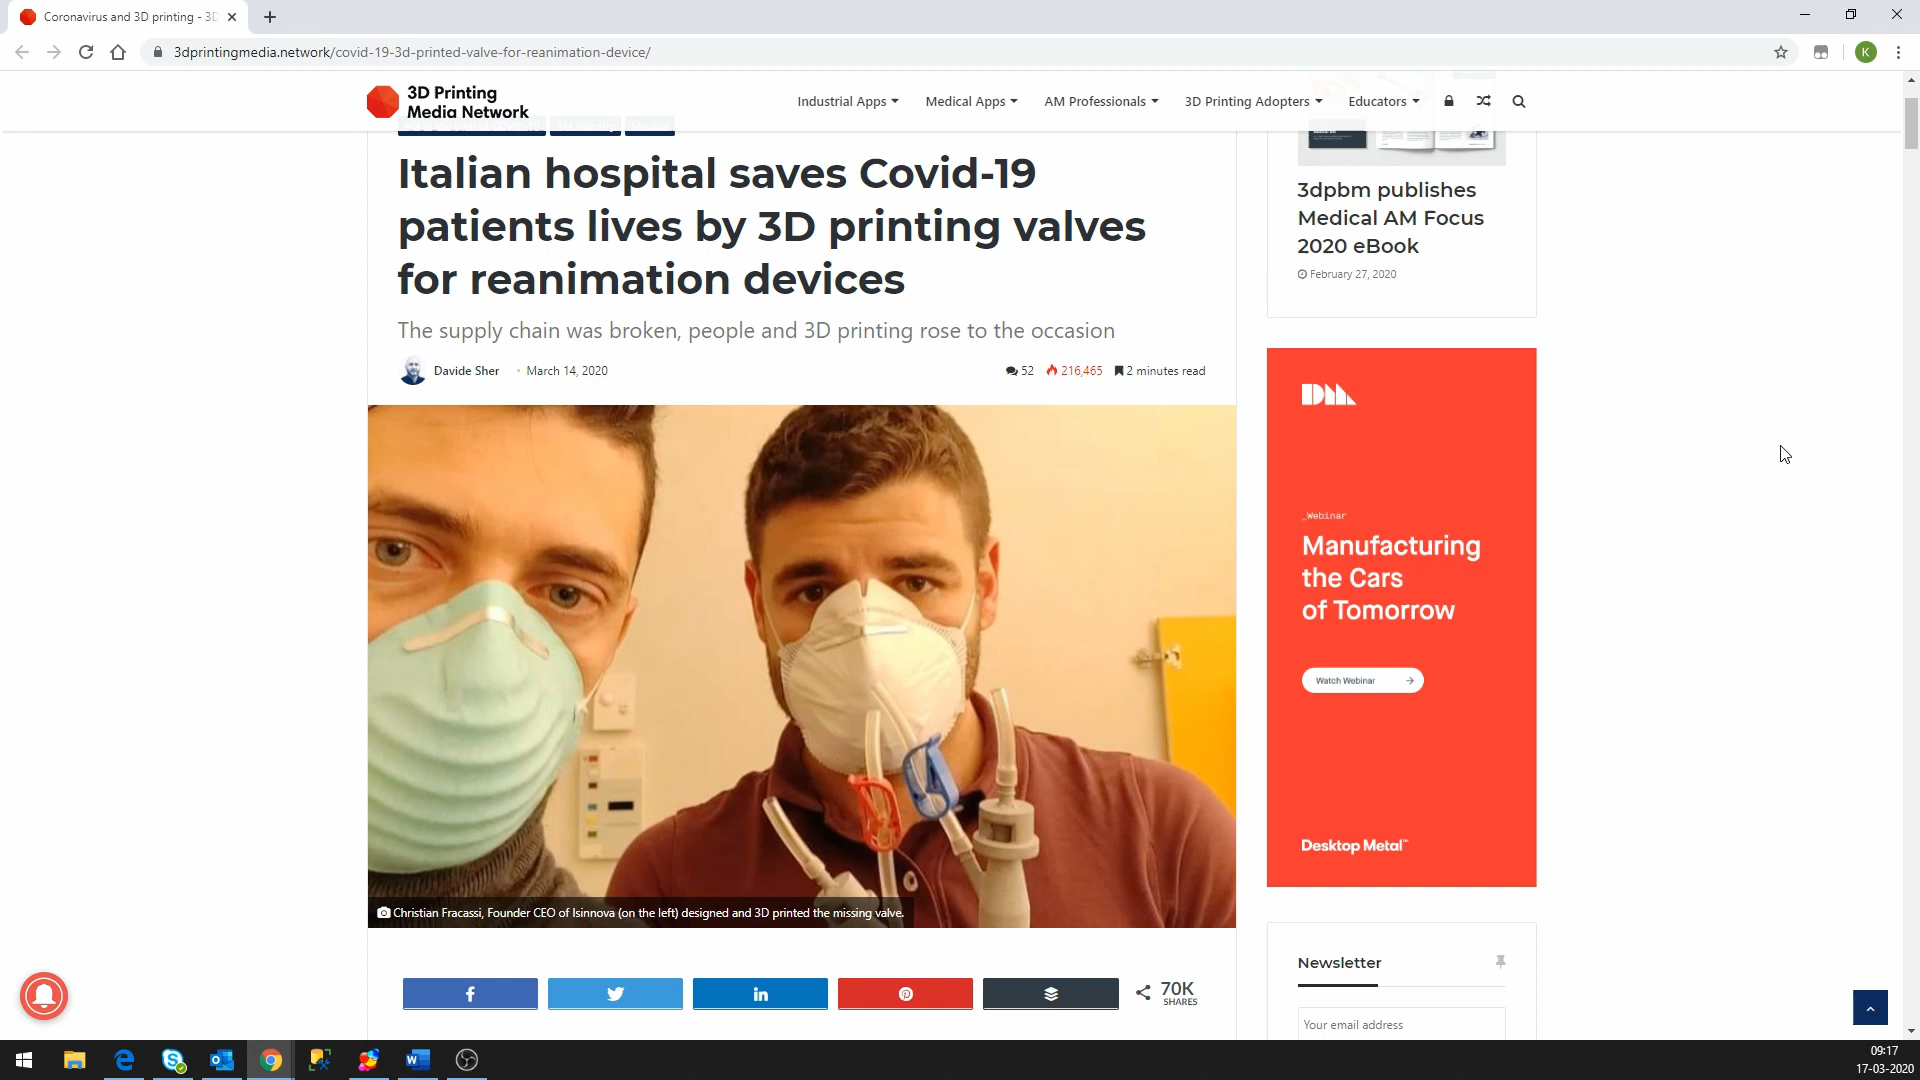 Coronavirus and 3D printing - 3D
3dprintingmedia.network/covid-19-3d-printed-valve-for-reanimation-device/
K
3D Printing
Media Network
Industrial Apps
Medical Apps
AM Professionals
3D Printing Adopters
Educators
Italian hospital saves Covid-19
patients lives by 3D printing valves
for reanimation devices
The supply chain was broken, people and 3D printing rose to the occasion
Davide Sher
March 14, 2020
52
216,465
2 minutes read
Christian Fracassi, Founder CEO of Isinnova (on the left) designed and 3D printed the missing valve.
70K
SHARES
3dpbm publishes
Medical AM Focus
2020 eBook
February 27, 2020
_Webinar
Manufacturing
the Cars
of Tomorrow
Watch Webinar
Desktop Metal™
Newsletter
Your email address
09:17
17-03-2020